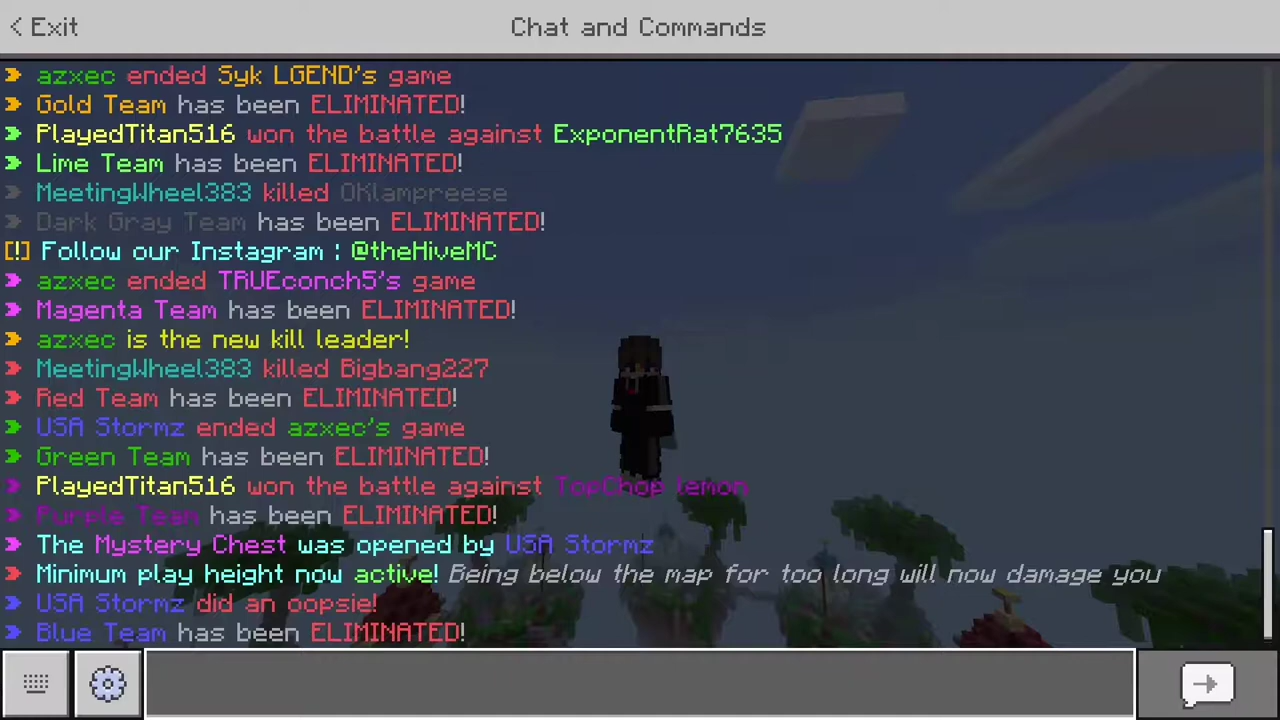 < Exit
Chat and Commands
azxec ended Syk LGEND's game
Gold Team has been ELIMINATED!
PlayedTitan516 won the battle against ExponentRat7635
Lime Team has been ELIMINATED!
MeetingWheel383 killed OKlampreese
Dark Gray Team has been ELIMINATED!
[!] Follow our Instagram : @theHiveMC
azxec ended TRUEconch5's game
Magenta Team has been ELIMINATED!
azxec is the new kill leader!
MeetingWheel383 killed Bigbang227
Red Team has been ELIMINATED!
USA Stormz ended azxec's game
Green Team has been ELIMINATED!
PlayedTitan516 won the battle against TopChop lemon
Purple Team has been ELIMINATED!
The Mystery Chest was opened by USA Stormz
Minimum play height now active! Being below the map for too long will now damage you
USA Stormz did an oopsie!
Blue Team has been ELIMINATED!